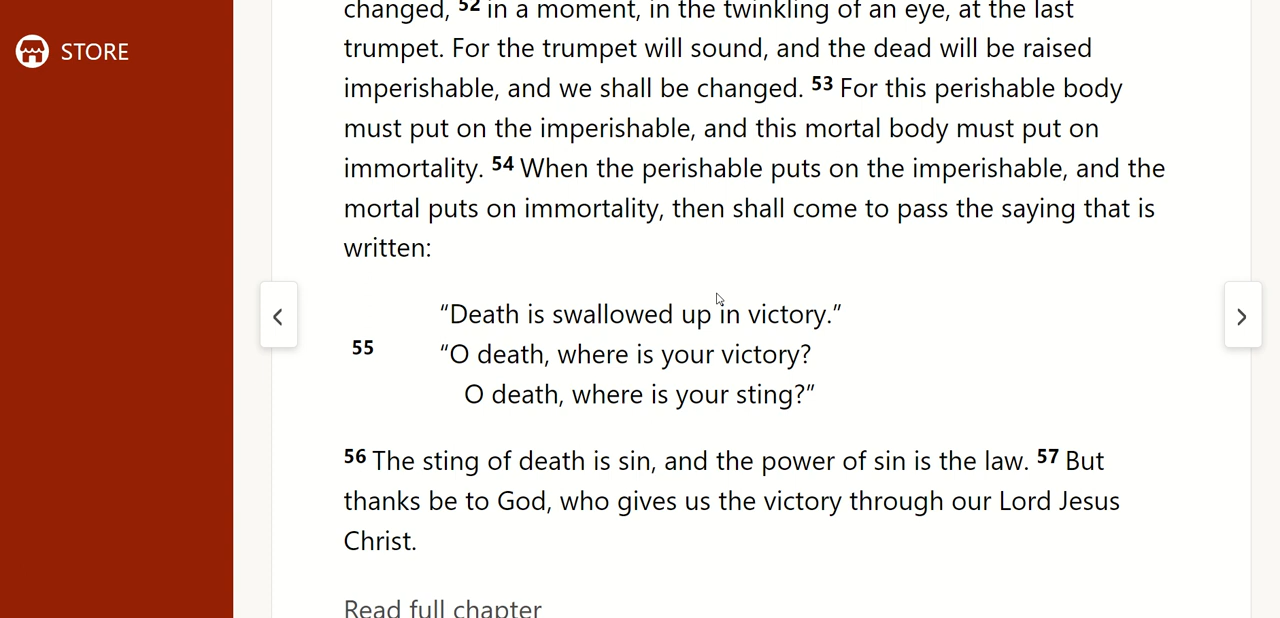 STORE
changed, 52 in a moment, in the twinkling of an eye, at the last
trumpet. For the trumpet will sound, and the dead will be raised
imperishable, and we shall be changed. 53 For this perishable body
must put on the imperishable, and this mortal body must put on
immortality. 54 When the perishable puts on the imperishable, and the
mortal puts on immortality, then shall come to pass the saying that is
written:
“Death is swallowed up in victory.”
55 “O death, where is your victory?
O death, where is your sting?”
56 The sting of death is sin, and the power of sin is the law. 57 But
thanks be to God, who gives us the victory through our Lord Jesus
Christ.
Read full chapter